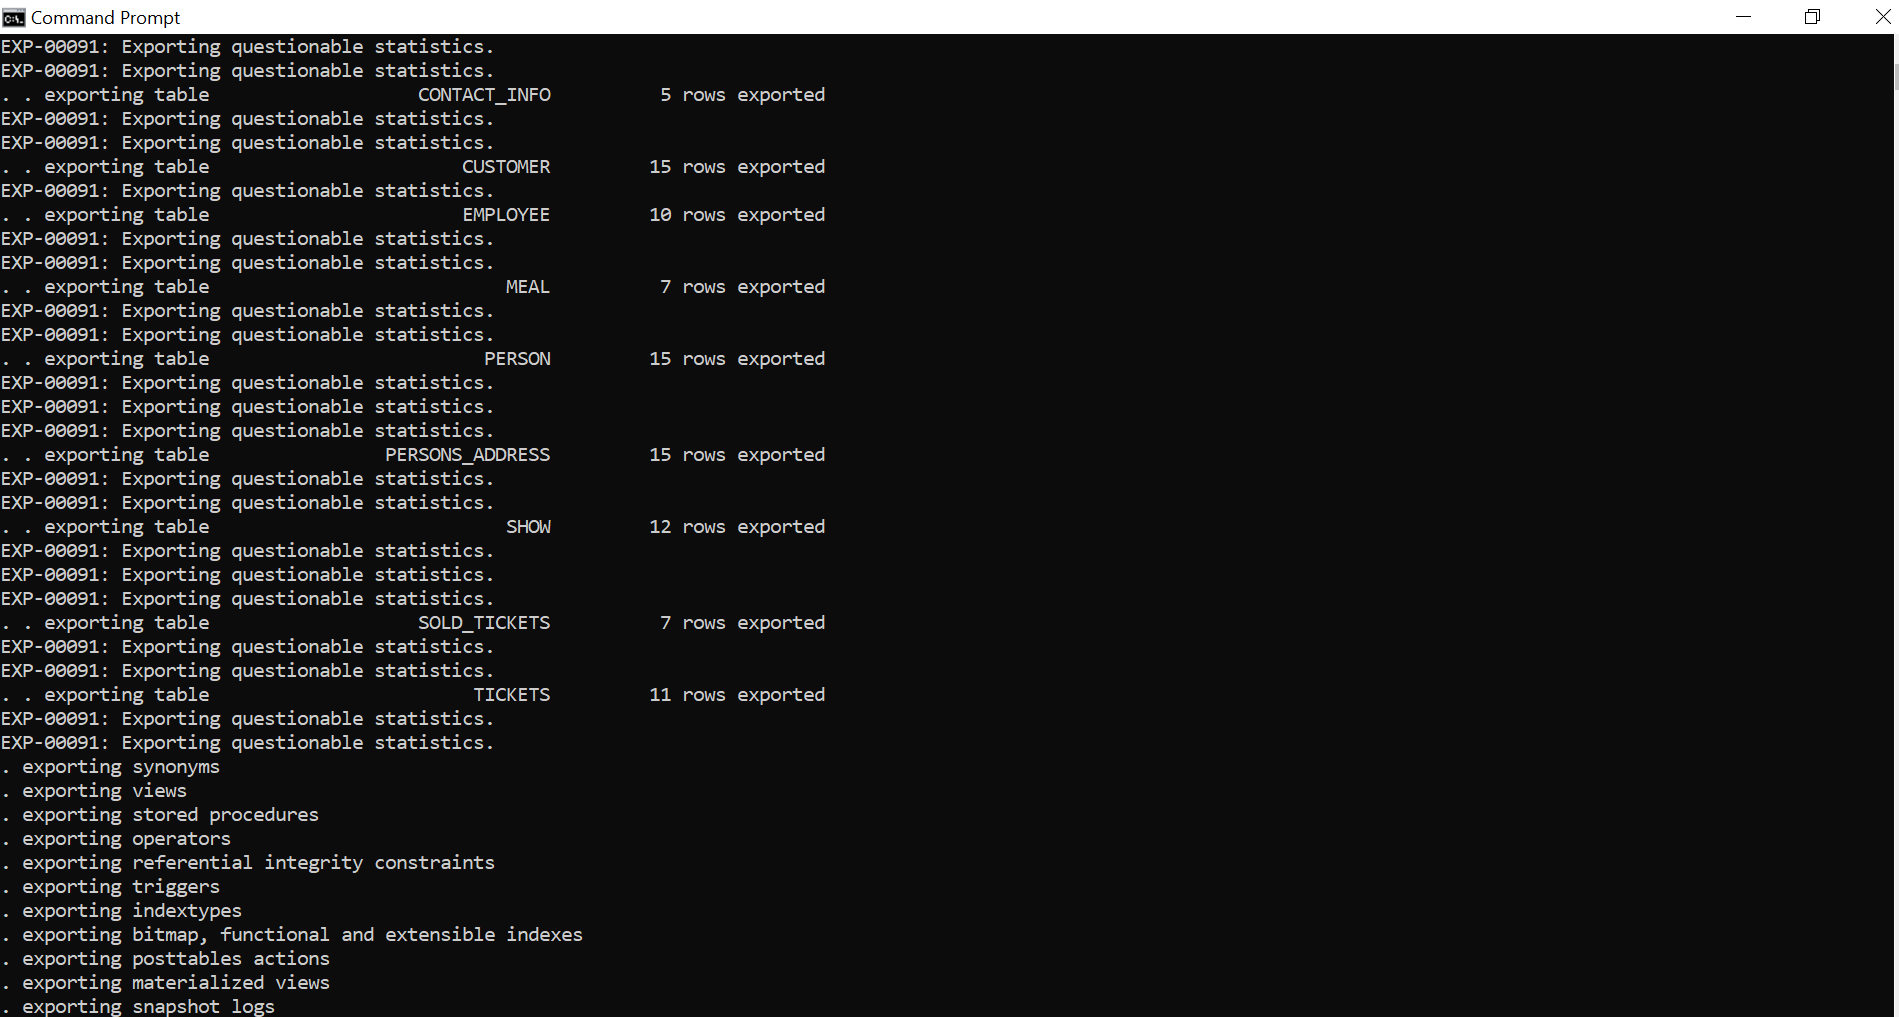 Command Prompt
EXP-00091: Exporting questionable statistics.
EXP-00091: Exporting questionable statistics.
. . exporting table                   CONTACT_INFO          5 rows exported
EXP-00091: Exporting questionable statistics.
EXP-00091: Exporting questionable statistics.
. . exporting table                       CUSTOMER         15 rows exported
EXP-00091: Exporting questionable statistics.
. . exporting table                       EMPLOYEE         10 rows exported
EXP-00091: Exporting questionable statistics.
EXP-00091: Exporting questionable statistics.
. . exporting table                           MEAL          7 rows exported
EXP-00091: Exporting questionable statistics.
EXP-00091: Exporting questionable statistics.
. . exporting table                         PERSON         15 rows exported
EXP-00091: Exporting questionable statistics.
EXP-00091: Exporting questionable statistics.
EXP-00091: Exporting questionable statistics.
. . exporting table                PERSONS_ADDRESS         15 rows exported
EXP-00091: Exporting questionable statistics.
EXP-00091: Exporting questionable statistics.
. . exporting table                           SHOW         12 rows exported
EXP-00091: Exporting questionable statistics.
EXP-00091: Exporting questionable statistics.
EXP-00091: Exporting questionable statistics.
. . exporting table                   SOLD_TICKETS          7 rows exported
EXP-00091: Exporting questionable statistics.
EXP-00091: Exporting questionable statistics.
. . exporting table                        TICKETS         11 rows exported
EXP-00091: Exporting questionable statistics.
EXP-00091: Exporting questionable statistics.
. exporting synonyms
. exporting views
. exporting stored procedures
. exporting operators
. exporting referential integrity constraints
. exporting triggers
. exporting indextypes
. exporting bitmap, functional and extensible indexes
. exporting posttables actions
. exporting materialized views
. exporting snapshot logs